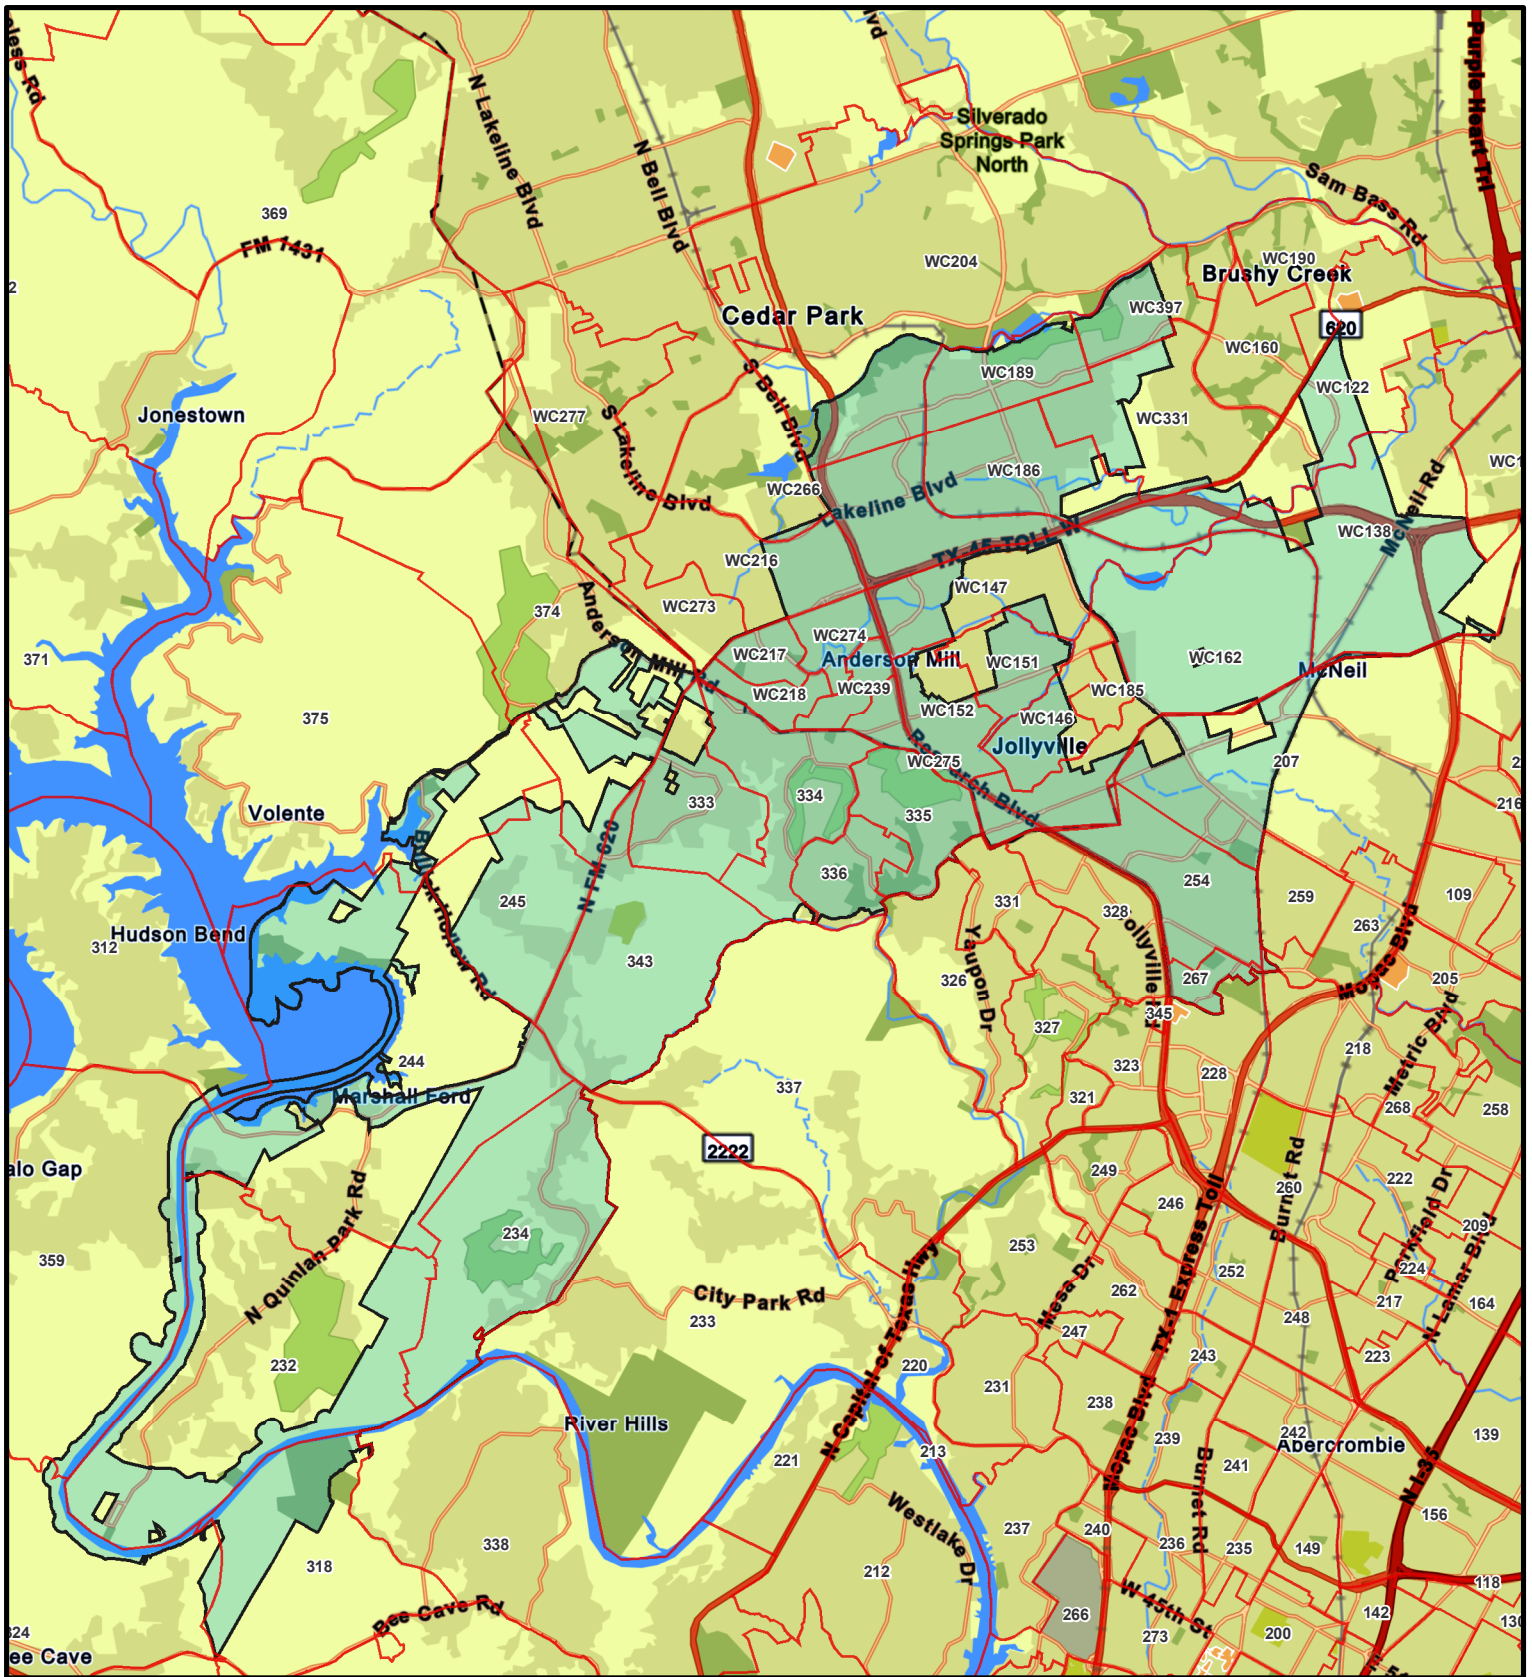 N Lakeline Blvd
N Bell Blvd
Purple Heart Trl
Silverado
Springs Park
North
Sam Bass Rd
369
FM 1431
WC204
WC190
Brushy Creek
WC397
Cedar Park
620
WC160
WC189
WC122
Jonestown
WC277
S Lakeline Blvd
S Bell Blvd
WC331
WC186
WC266
Lakeline Blvd
McNeil Rd
WC138
TX-45 TOLL W
WC216
WC147
374
Anderson Mill Rd
WC273
WC274
371
WC217
Anderson Mill
WC151
WC162
McNeil
WC218
WC239
WC185
WC152
WC146
375
Jollyville
Research Blvd
WC275
207
333
334
335
216
Volente
336
N FM 620
254
245
331
328
259
109
263
Hudson Bend
312
Bullick Hollow Rd
343
Yaupon Dr
326
267
205
Mopac Blvd
345
327
Metric Blvd
244
323
228
218
337
321
268
258
Marshall Ford
2222
249
246
Burnet Rd
260
222
Parkfield Dr
209
234
253
TX-1 Express Toll
252
224
N Lamar Blvd
359
N Quinlan Park Rd
Mesa Dr
262
217
164
City Park Rd
233
N Capital of Texas Hwy
248
247
243
223
232
220
231
238
River Hills
Mopac Blvd
239
242
Abercrombie
139
221
213
241
Burnet Rd
N I-35
156
Westlake Dr
237
240
236
235
149
338
318
212
118
Bee Cave Rd
W 45th St
266
142
273
200